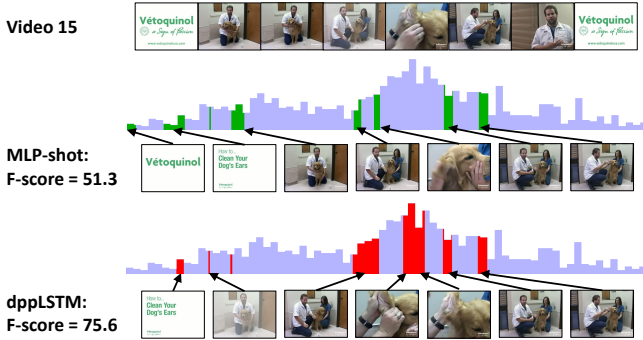 Video 15
Vétoquinol
a Sign of Passion
www.vetoquinolusa.com
Vétoquinol
a Sign of Passion
www.vetoquinolusa.com
MLP-shot:
F-score = 51.3
Vétoquinol
How to...
Clean Your
Dog's Ears
dppLSTM:
F-score = 75.6
How to...
Clean Your
Dog's Ears